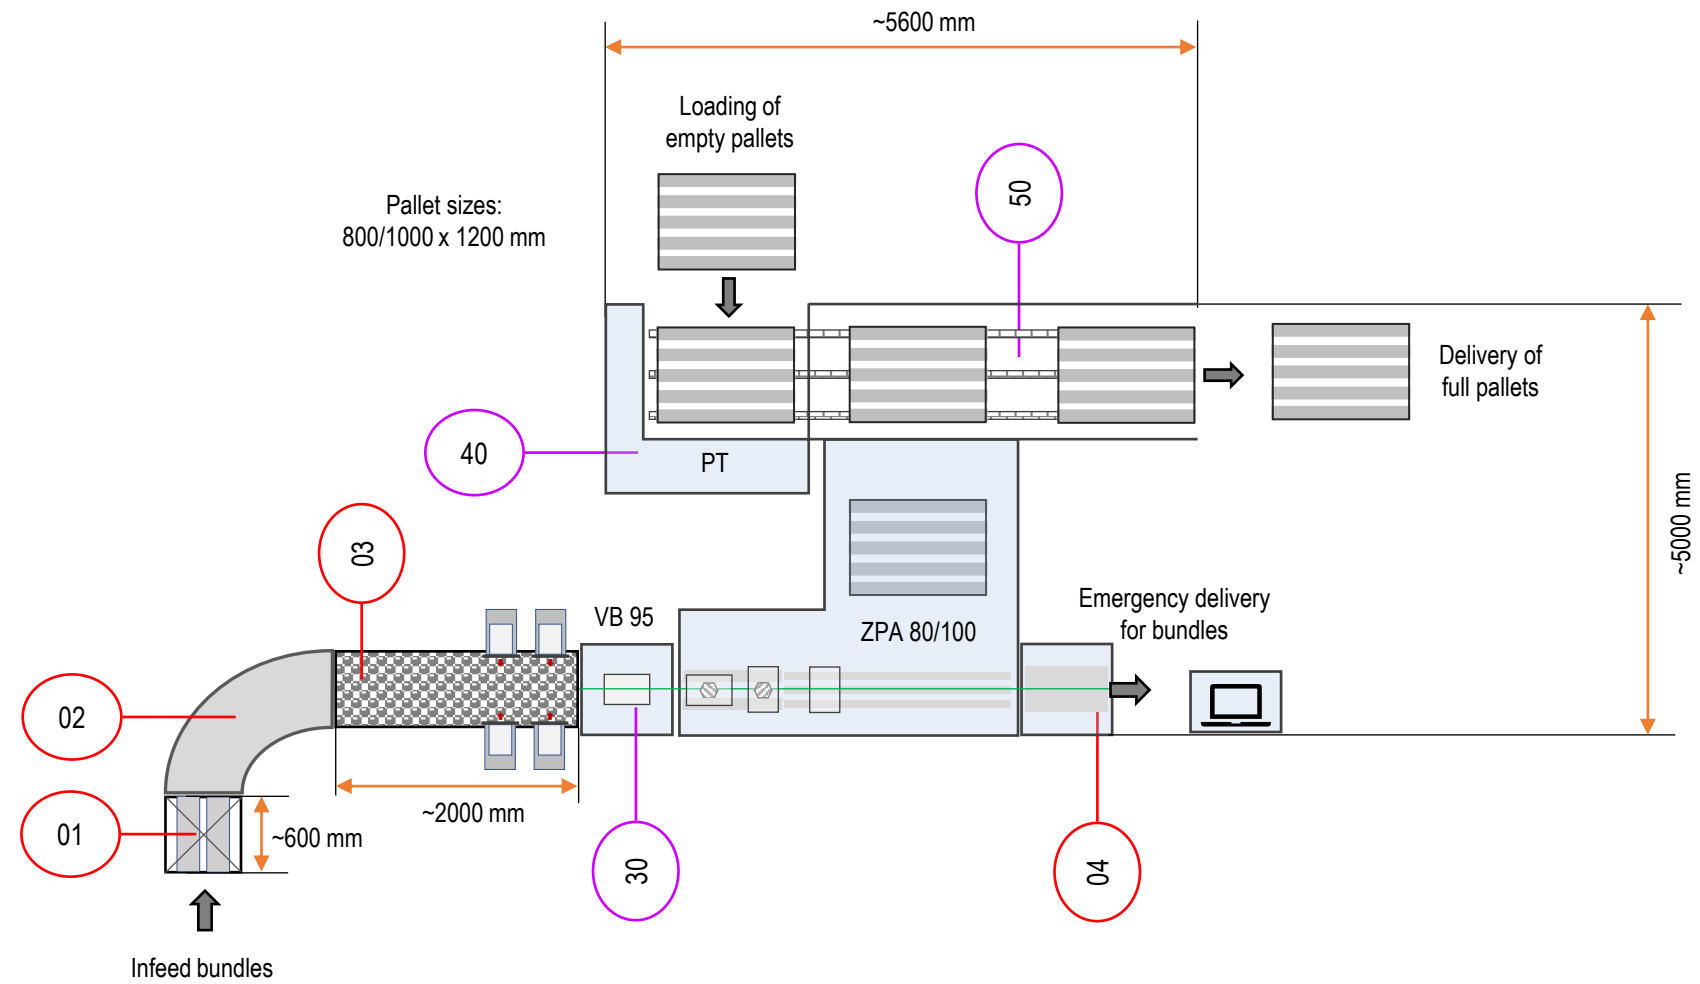 ~5600 mm
Loading of
empty pallets
50
Pallet sizes:
800/1000 x 1200 mm
Delivery of
full pallets
40
PT
~5000 mm
03
VB 95
ZPA 80/100
Emergency delivery
for bundles
02
~2000 mm
01
~600 mm
30
04
Infeed bundles